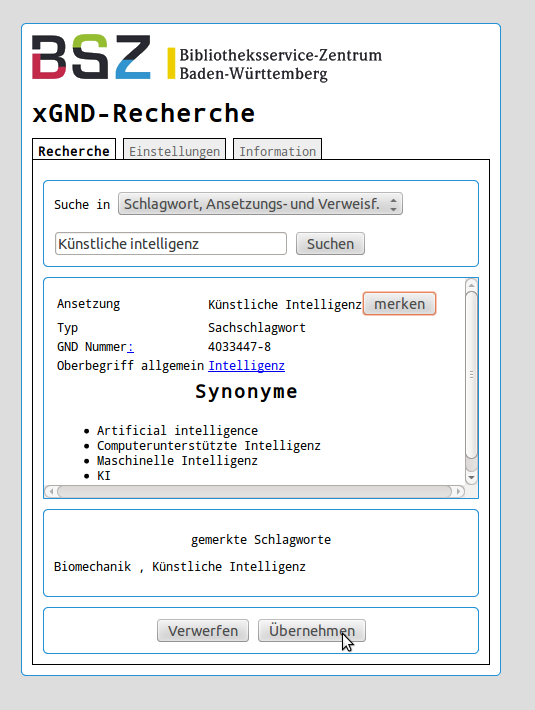 BSZ Bibliotheksservice-Zentrum
Baden-Württemberg
xGND-Recherche
Recherche Einstellungen Information
Suche in Schlagwort, Ansetzungs- und Verweisf.
Künstliche intelligenz Suchen
Ansetzung Künstliche Intelligenz merken
Typ Sachschlagwort
GND Nummer: 4033447-8
Oberbegriff allgemein Intelligenz
Synonyme
• Artificial intelligence
• Computerunterstützte Intelligenz
• Maschinelle Intelligenz
• KI
gemerkte Schlagworte
Biomechanik , Künstliche Intelligenz
Verwerfen Übernehmen